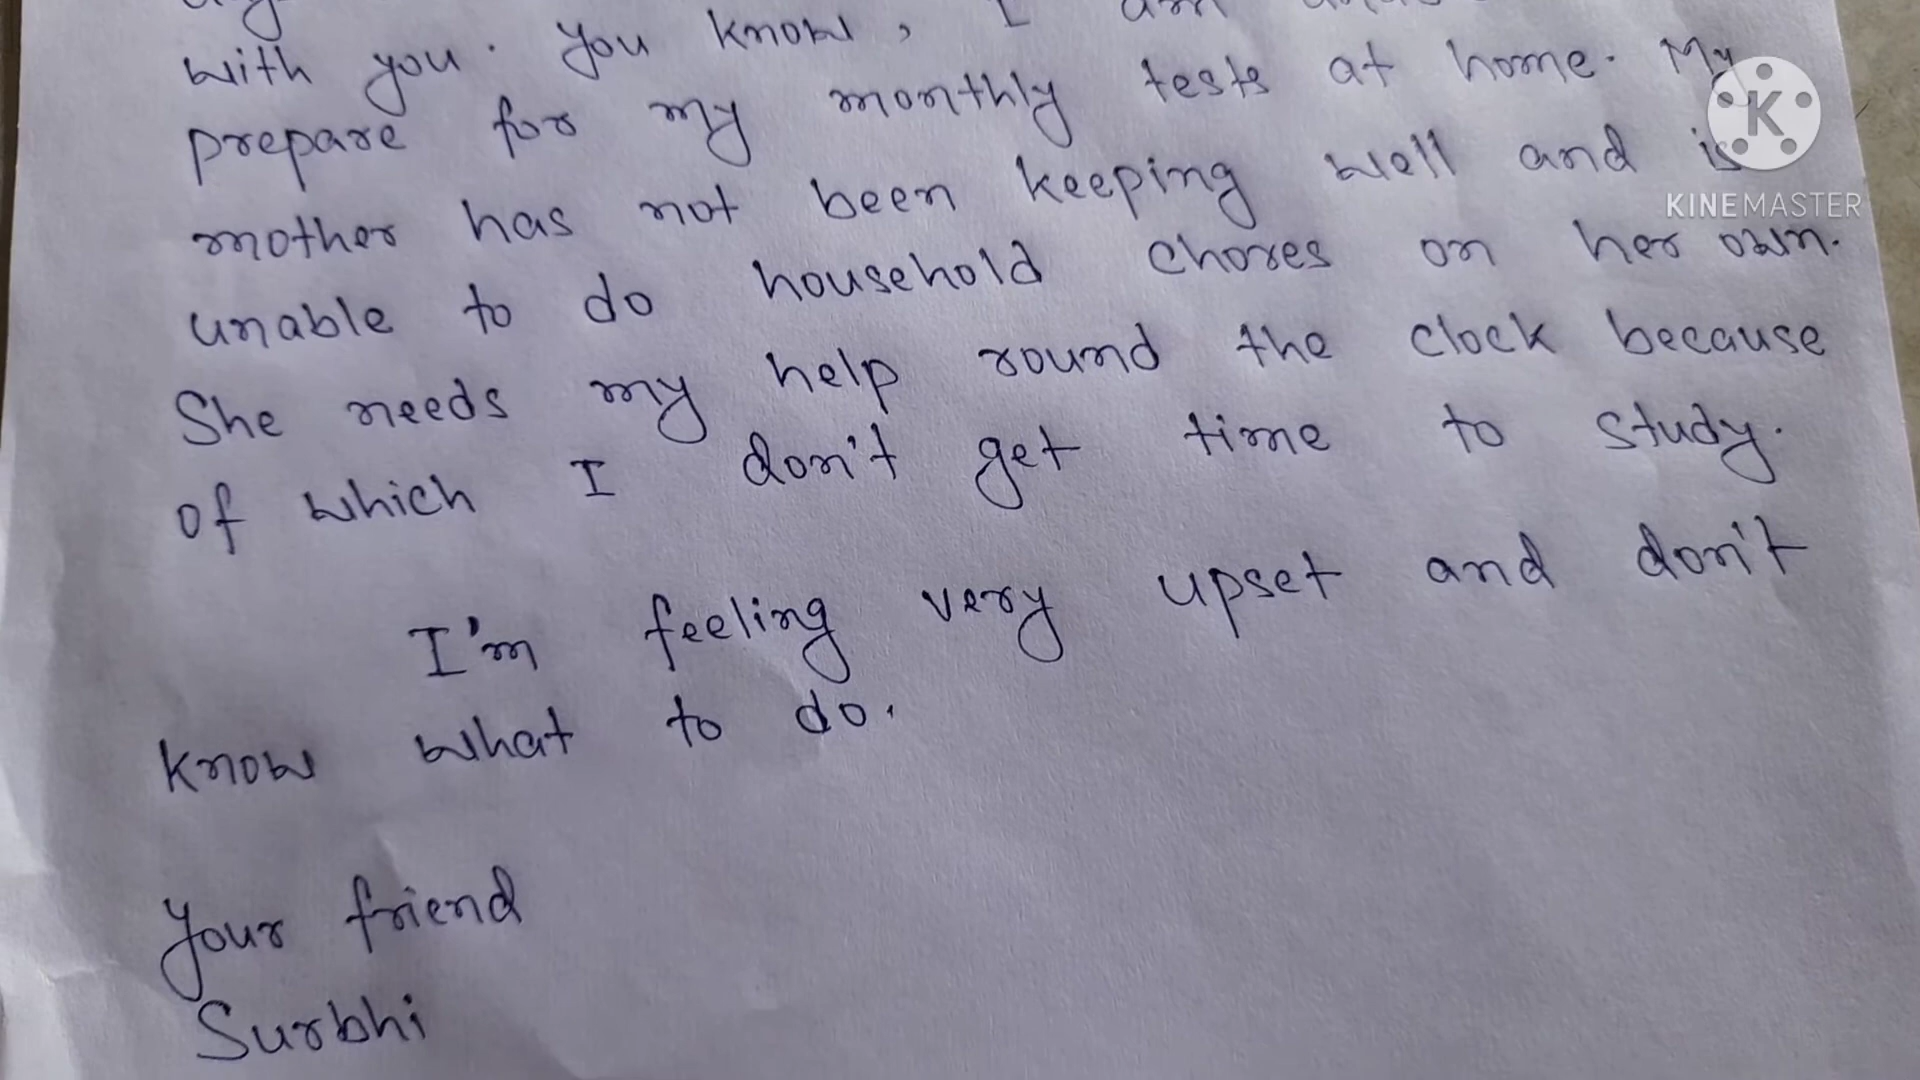 with you. You know, I am
prepare for my monthly tests at home. My
mother has not been keeping well and is
unable to do household chores on her own.
She needs my help round the clock because
of which I don't get time to study.
I'm feeling very upset and don't
know what to do.
Your friend
Surbhi
K
KINEMASTER